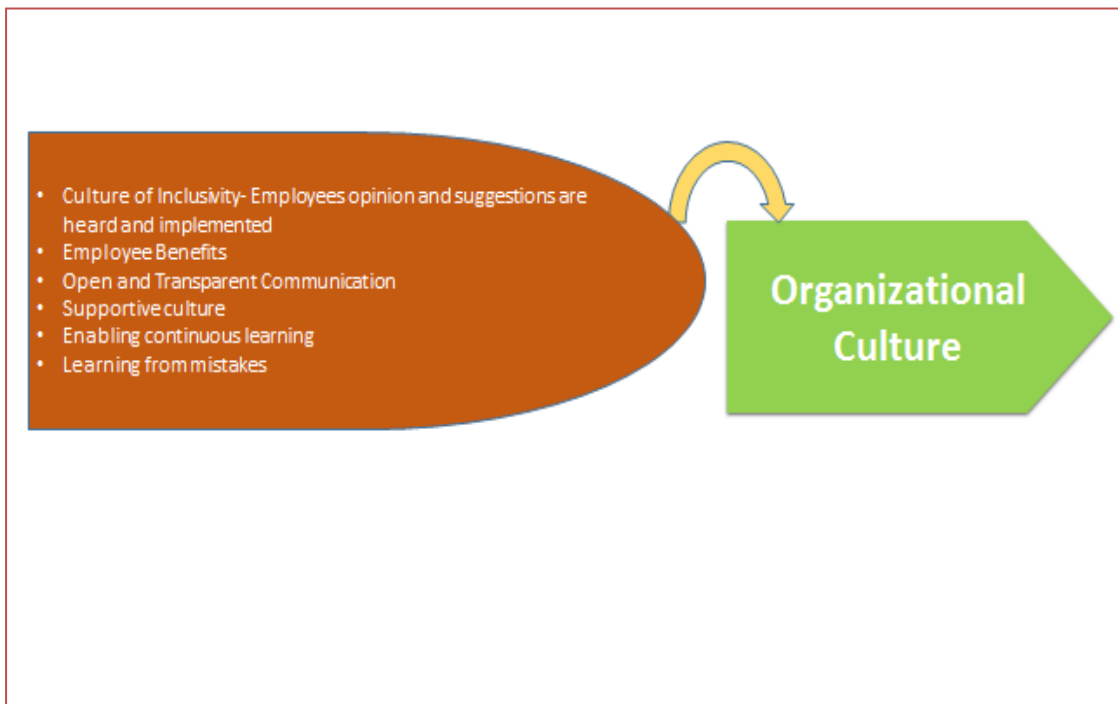 • Culture of Inclusivity- Employees opinion and suggestions are
heard and implemented
• Employee Benefits
• Open and Transparent Communication
• Supportive culture
• Enabling continuous learning
• Learning from mistakes
Organizational
Culture